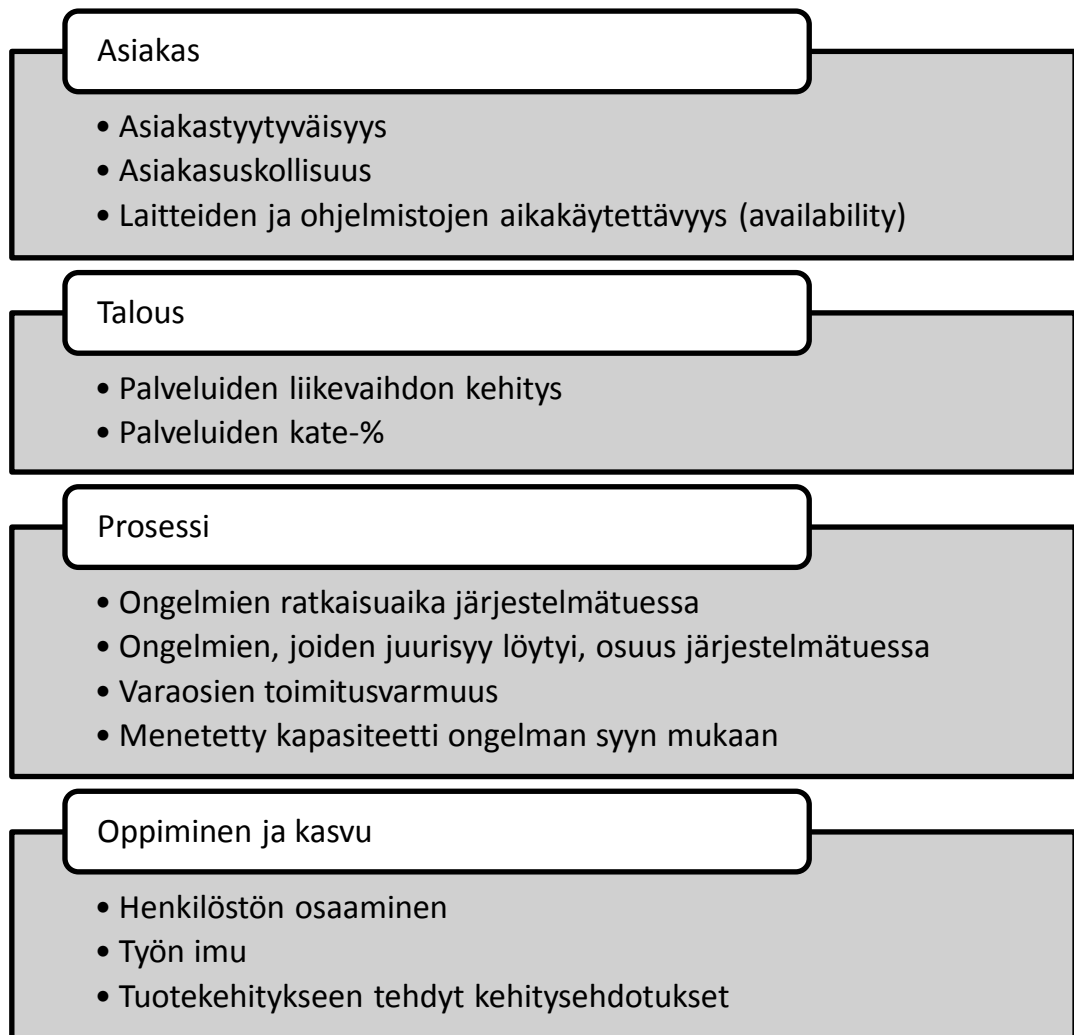 Asiakas
• Asiakastyytyväisyys
• Asiakasuskollisuus
• Laitteiden ja ohjelmistojen aikakäytettävyys (availability)
Talous
• Palveluiden liikevaihdon kehitys
• Palveluiden kate-%
Prosessi
• Ongelmien ratkaisuaika järjestelmätuessa
• Ongelmien, joiden juurisyy löytyi, osuus järjestelmätuessa
• Varaosien toimitusvarmuus
• Menetetty kapasiteetti ongelman syyn mukaan
Oppiminen ja kasvu
• Henkilöstön osaaminen
• Työn imu
• Tuotekehitykseen tehdyt kehitysehdotukset